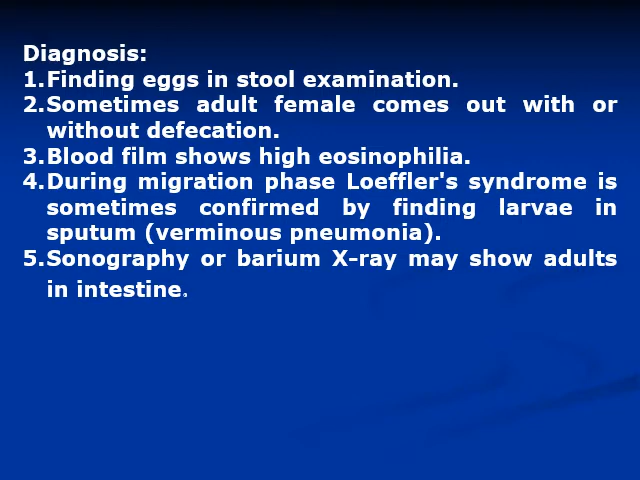 Diagnosis:
1.Finding eggs in stool examination.
2.Sometimes adult female comes out with or
without defecation.
3.Blood film shows high eosinophilia.
4.During migration phase Loeffler's syndrome is
sometimes confirmed by finding larvae in
sputum (verminous pneumonia).
5.Sonography or barium X-ray may show adults
in intestine.